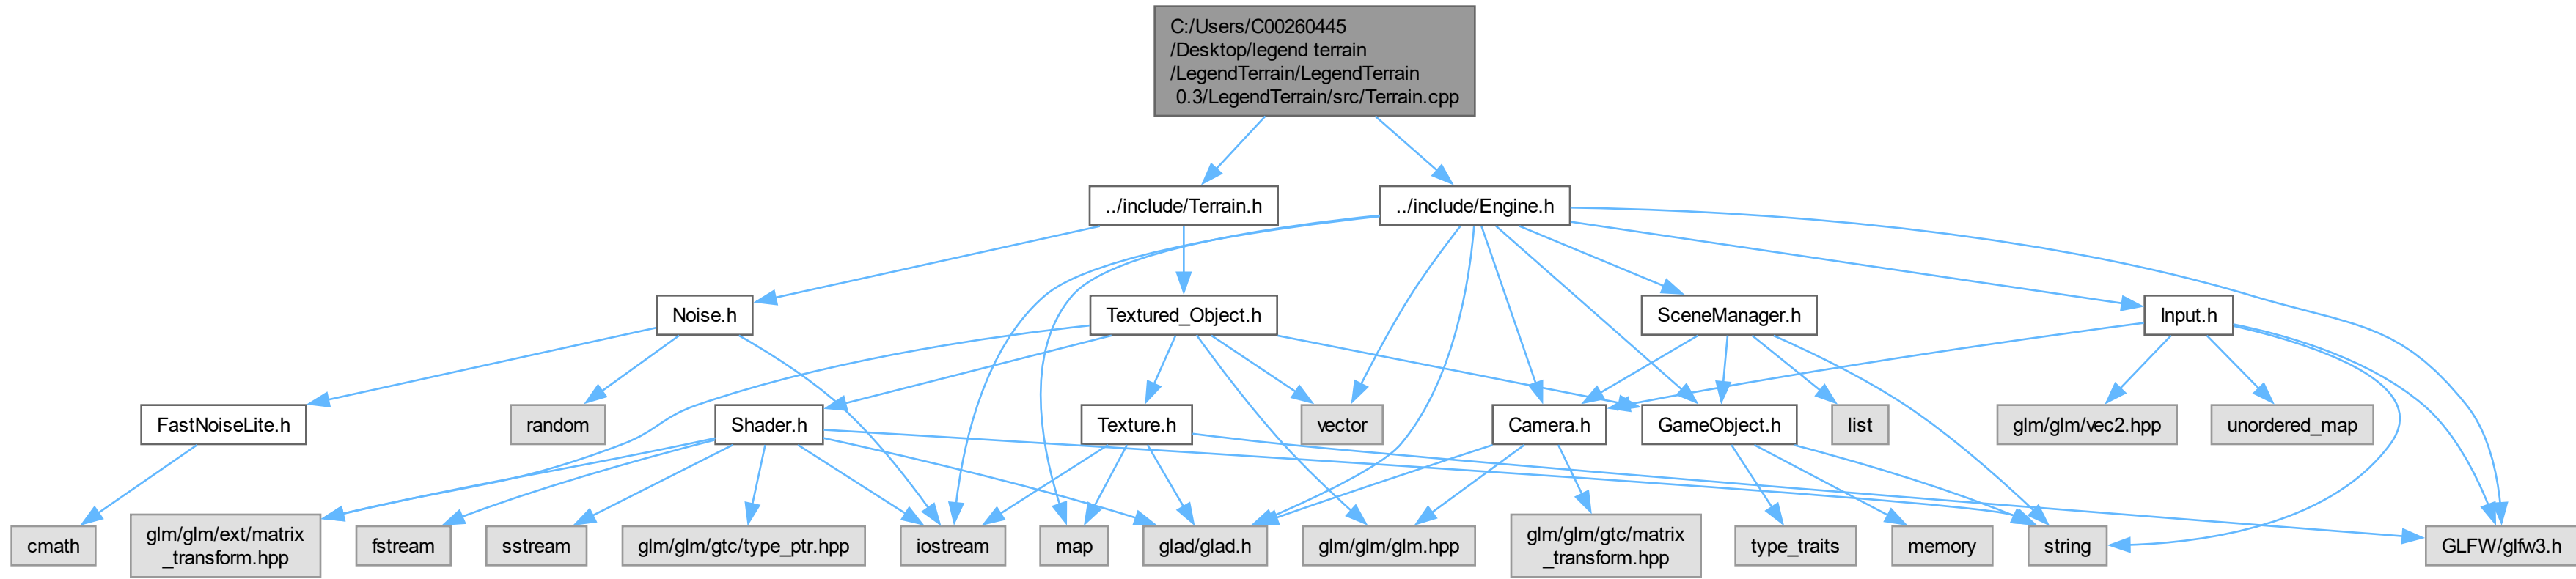 C:/Users/C00260445
/Desktop/legend terrain
/LegendTerrain/LegendTerrain
0.3/LegendTerrain/src/Terrain.cpp
../include/Terrain.h
../include/Engine.h
Noise.h
Textured_Object.h
SceneManager.h
Input.h
FastNoiseLite.h
random
Shader.h
Texture.h
vector
Camera.h
GameObject.h
list
glm/glm/vec2.hpp
unordered_map
cmath
glm/glm/ext/matrix
_transform.hpp
fstream
sstream
glm/glm/gtc/type_ptr.hpp
iostream
map
glad/glad.h
glm/glm/glm.hpp
glm/glm/gtc/matrix
_transform.hpp
type_traits
memory
string
GLFW/glfw3.h